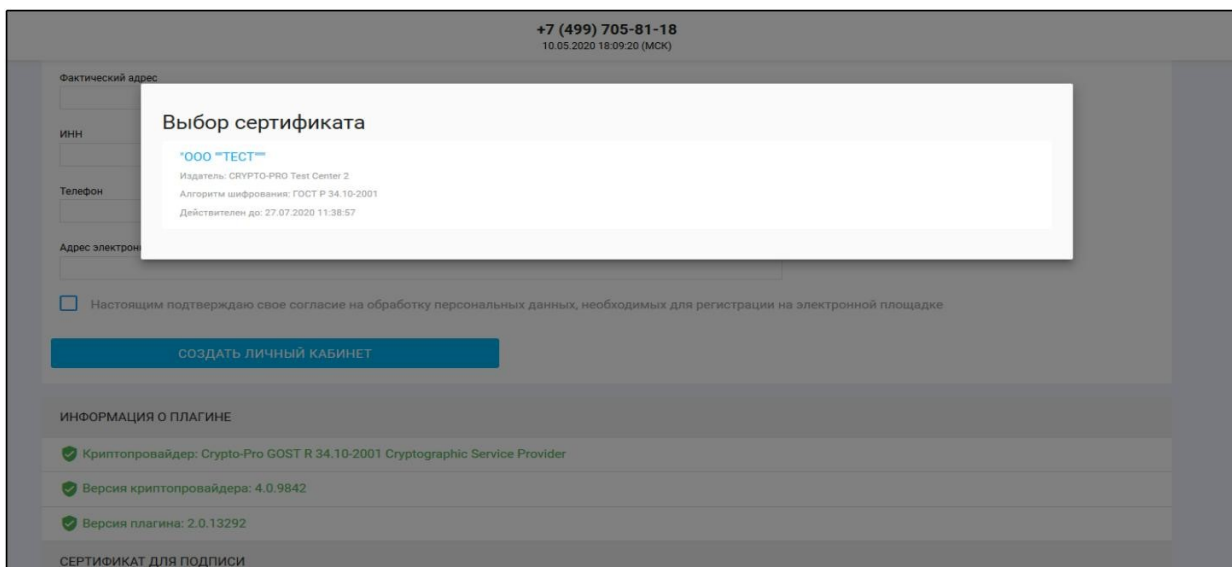 +7 (499) 705-81-18
10.05.2020 18:09:20 (МСК)
Фактический адрес
Выбор сертификата
ИНН
"ООО ""ТЕСТ"""
Издатель: CRYPTO-PRO Test Center 2
Телефон
Алгоритм шифрования: ГОСТ Р 34.10-2001
Действителен до: 27.07.2020 11:38:57
Адрес электрон
Настоящим подтверждаю свое согласие на обработку персональных данных, необходимых для регистрации на электронной площадке
СОЗДАТЬ ЛИЧНЫЙ КАБИНЕТ
ИНФОРМАЦИЯ О ПЛАГИНЕ
Криптопровайдер: Crypto-Pro GOST R 34.10-2001 Cryptographic Service Provider
Версия криптопровайдера: 4.0.9842
Версия плагина: 2.0.13292
СЕРТИФИКАТ ДЛЯ ПОДПИСИ